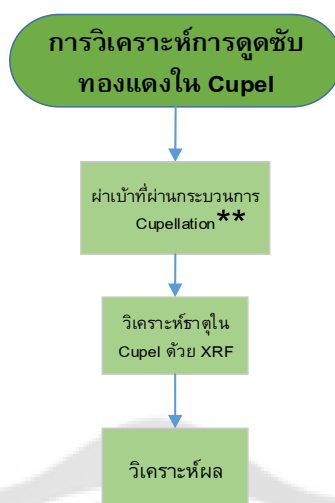 การวิเคราะห์การดูดซับ
ทองแดงใน Cupel
ผ่าเบ้าที่ผ่านกระบวนการ
Cupellation**
วิเคราะห์ธาตุใน
Cupel ด้วย XRF
วิเคราะห์ผล